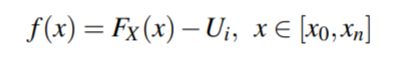 f(x) = F_X(x) − U_i, x ∈ [x_0, x_n]